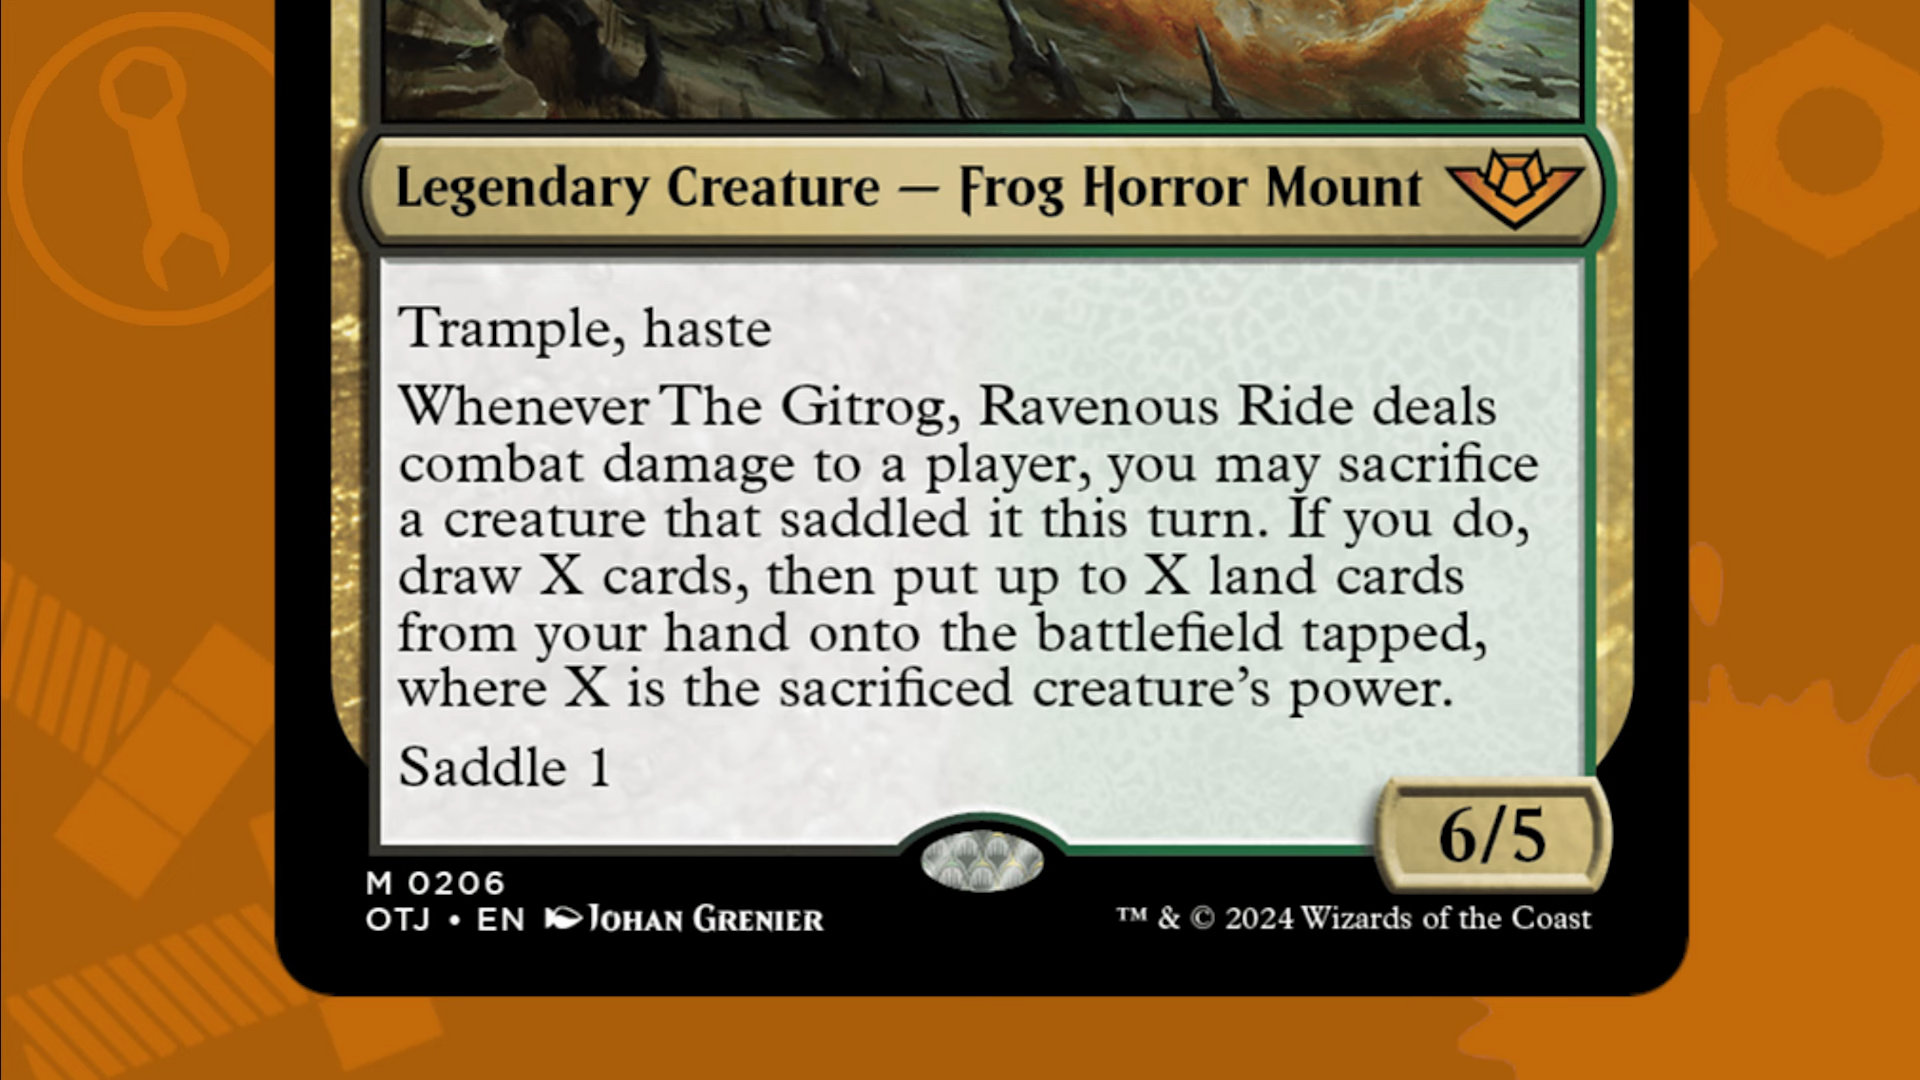 Legendary Creature — Frog Horror Mount
Trample, haste
Whenever The Gitrog, Ravenous Ride deals
combat damage to a player, you may sacrifice
a creature that saddled it this turn. If you do,
draw X cards, then put up to X land cards
from your hand onto the battlefield tapped,
where X is the sacrificed creature's power.
Saddle 1
6/5
M 0206
OTJ • EN Johan Grenier
™ & © 2024 Wizards of the Coast